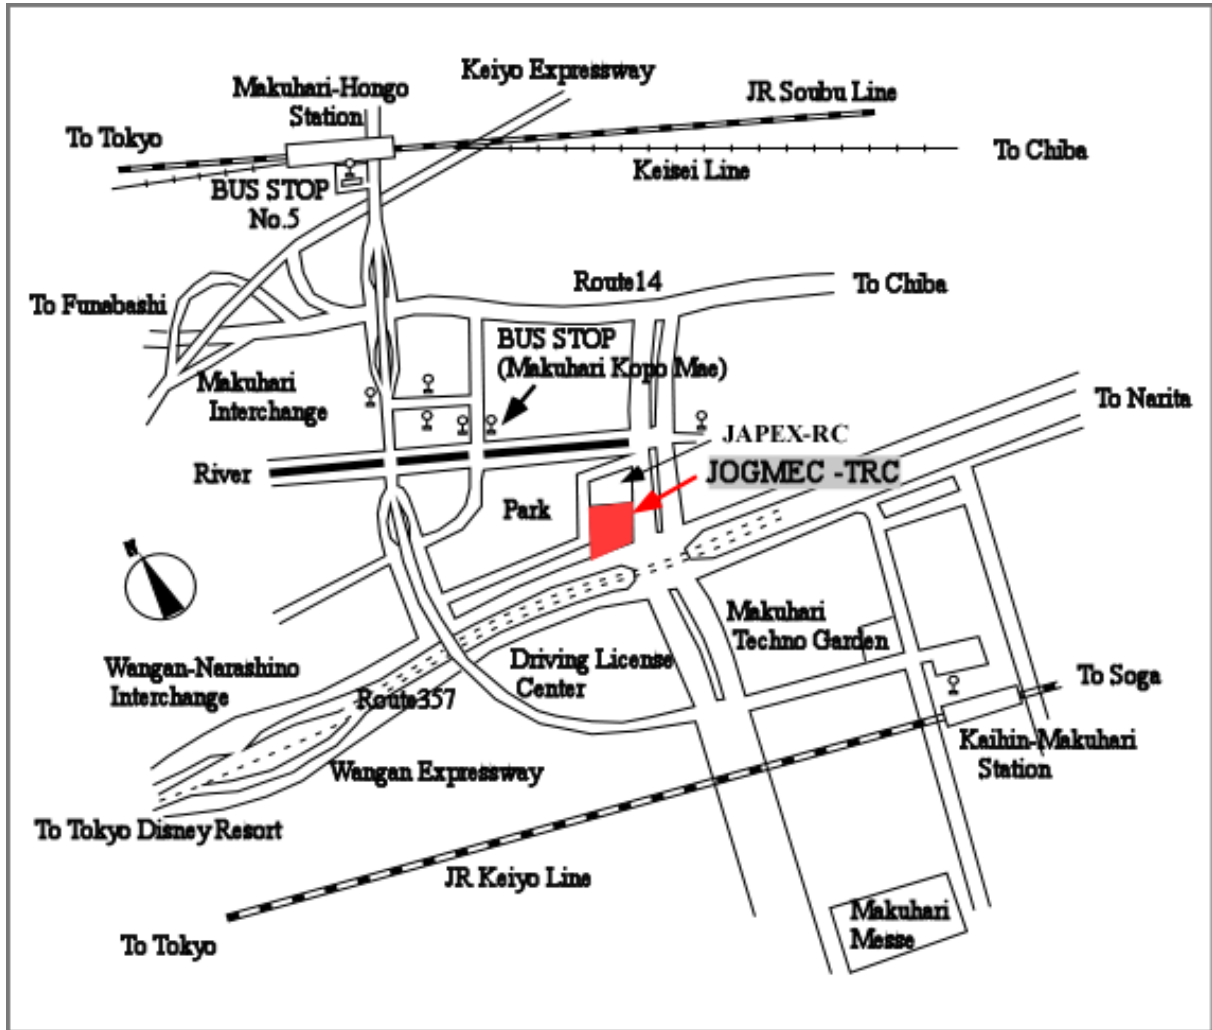 Keiyo Expressway
Makuhari-Hongo
Station
JR Soubu Line
To Tokyo
To Chiba
Keisei Line
BUS STOP
No.5
Route14
To Chiba
To Funabashi
BUS STOP
(Makuhari Kopo Mae)
Makuhari
Interchange
To Narita
JAPEX-RC
JOGMEC -TRC
River
Park
N
Makuhari
Techno Garden
Driving License
Center
Wangan-Narashino
Interchange
To Soga
Route357
Kaihin-Makuhari
Station
Wangan Expressway
To Tokyo Disney Resort
JR Keiyo Line
Makuhari
Messe
To Tokyo